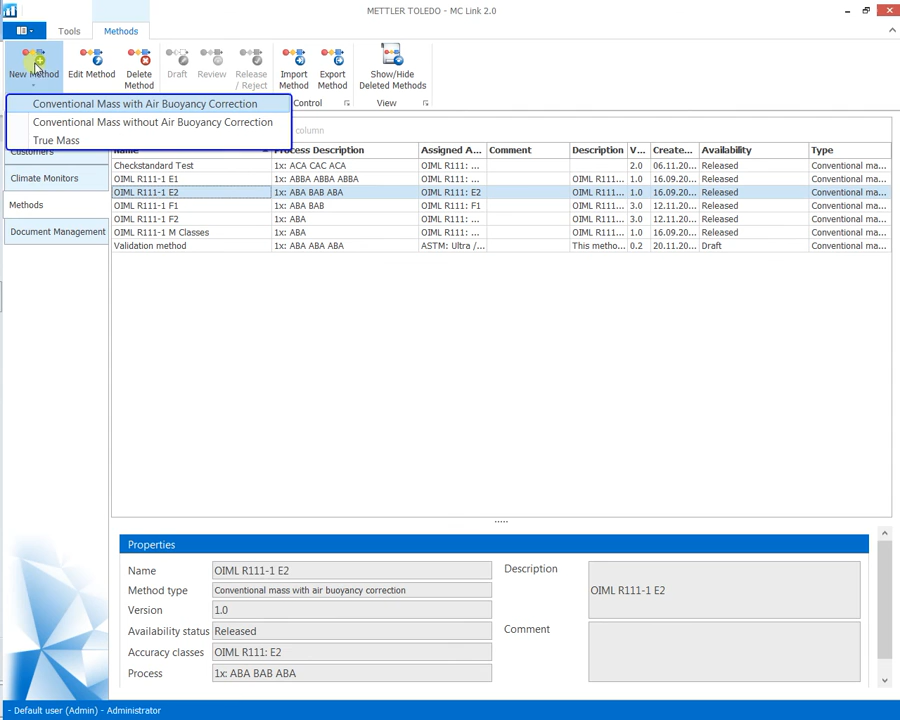 METTLER TOLEDO - MC Link 2.0
Tools
Methods
New Method
Edit Method
Delete Method
Draft
Review
Release / Reject
Import Method
Export Method
Show/Hide Deleted Methods
Control
View
Conventional Mass with Air Buoyancy Correction
Conventional Mass without Air Buoyancy Correction
True Mass
column
Customers
Climate Monitors
Methods
Document Management
Name Process Description Assigned A... Comment Description V... Create... Availability Type
Checkstandard Test 1x: ACA CAC ACA OIML R111: ... 2.0 06.11.20... Released Conventional ma...
OIML R111-1 E1 1x: ABBA ABBA ABBA OIML R111: ... OIML R111... 1.0 16.09.20... Released Conventional ma...
OIML R111-1 E2 1x: ABA BAB ABA OIML R111: E2 OIML R111... 1.0 16.09.20... Released Conventional ma...
OIML R111-1 F1 1x: ABA BAB OIML R111: F1 OIML R111... 3.0 12.11.20... Released Conventional ma...
OIML R111-1 F2 1x: ABA OIML R111: ... OIML R111... 3.0 12.11.20... Released Conventional ma...
OIML R111-1 M Classes 1x: ABA OIML R111: ... OIML R111... 1.0 16.09.20... Released Conventional ma...
Validation method 1x: ABA ABA ABA ASTM: Ultra /... This metho... 0.2 20.11.20... Draft Conventional ma...
Properties
Name OIML R111-1 E2
Method type Conventional mass with air buoyancy correction
Version 1.0
Availability status Released
Accuracy classes OIML R111: E2
Process 1x: ABA BAB ABA
Description OIML R111-1 E2
Comment
- Default user (Admin) - Administrator